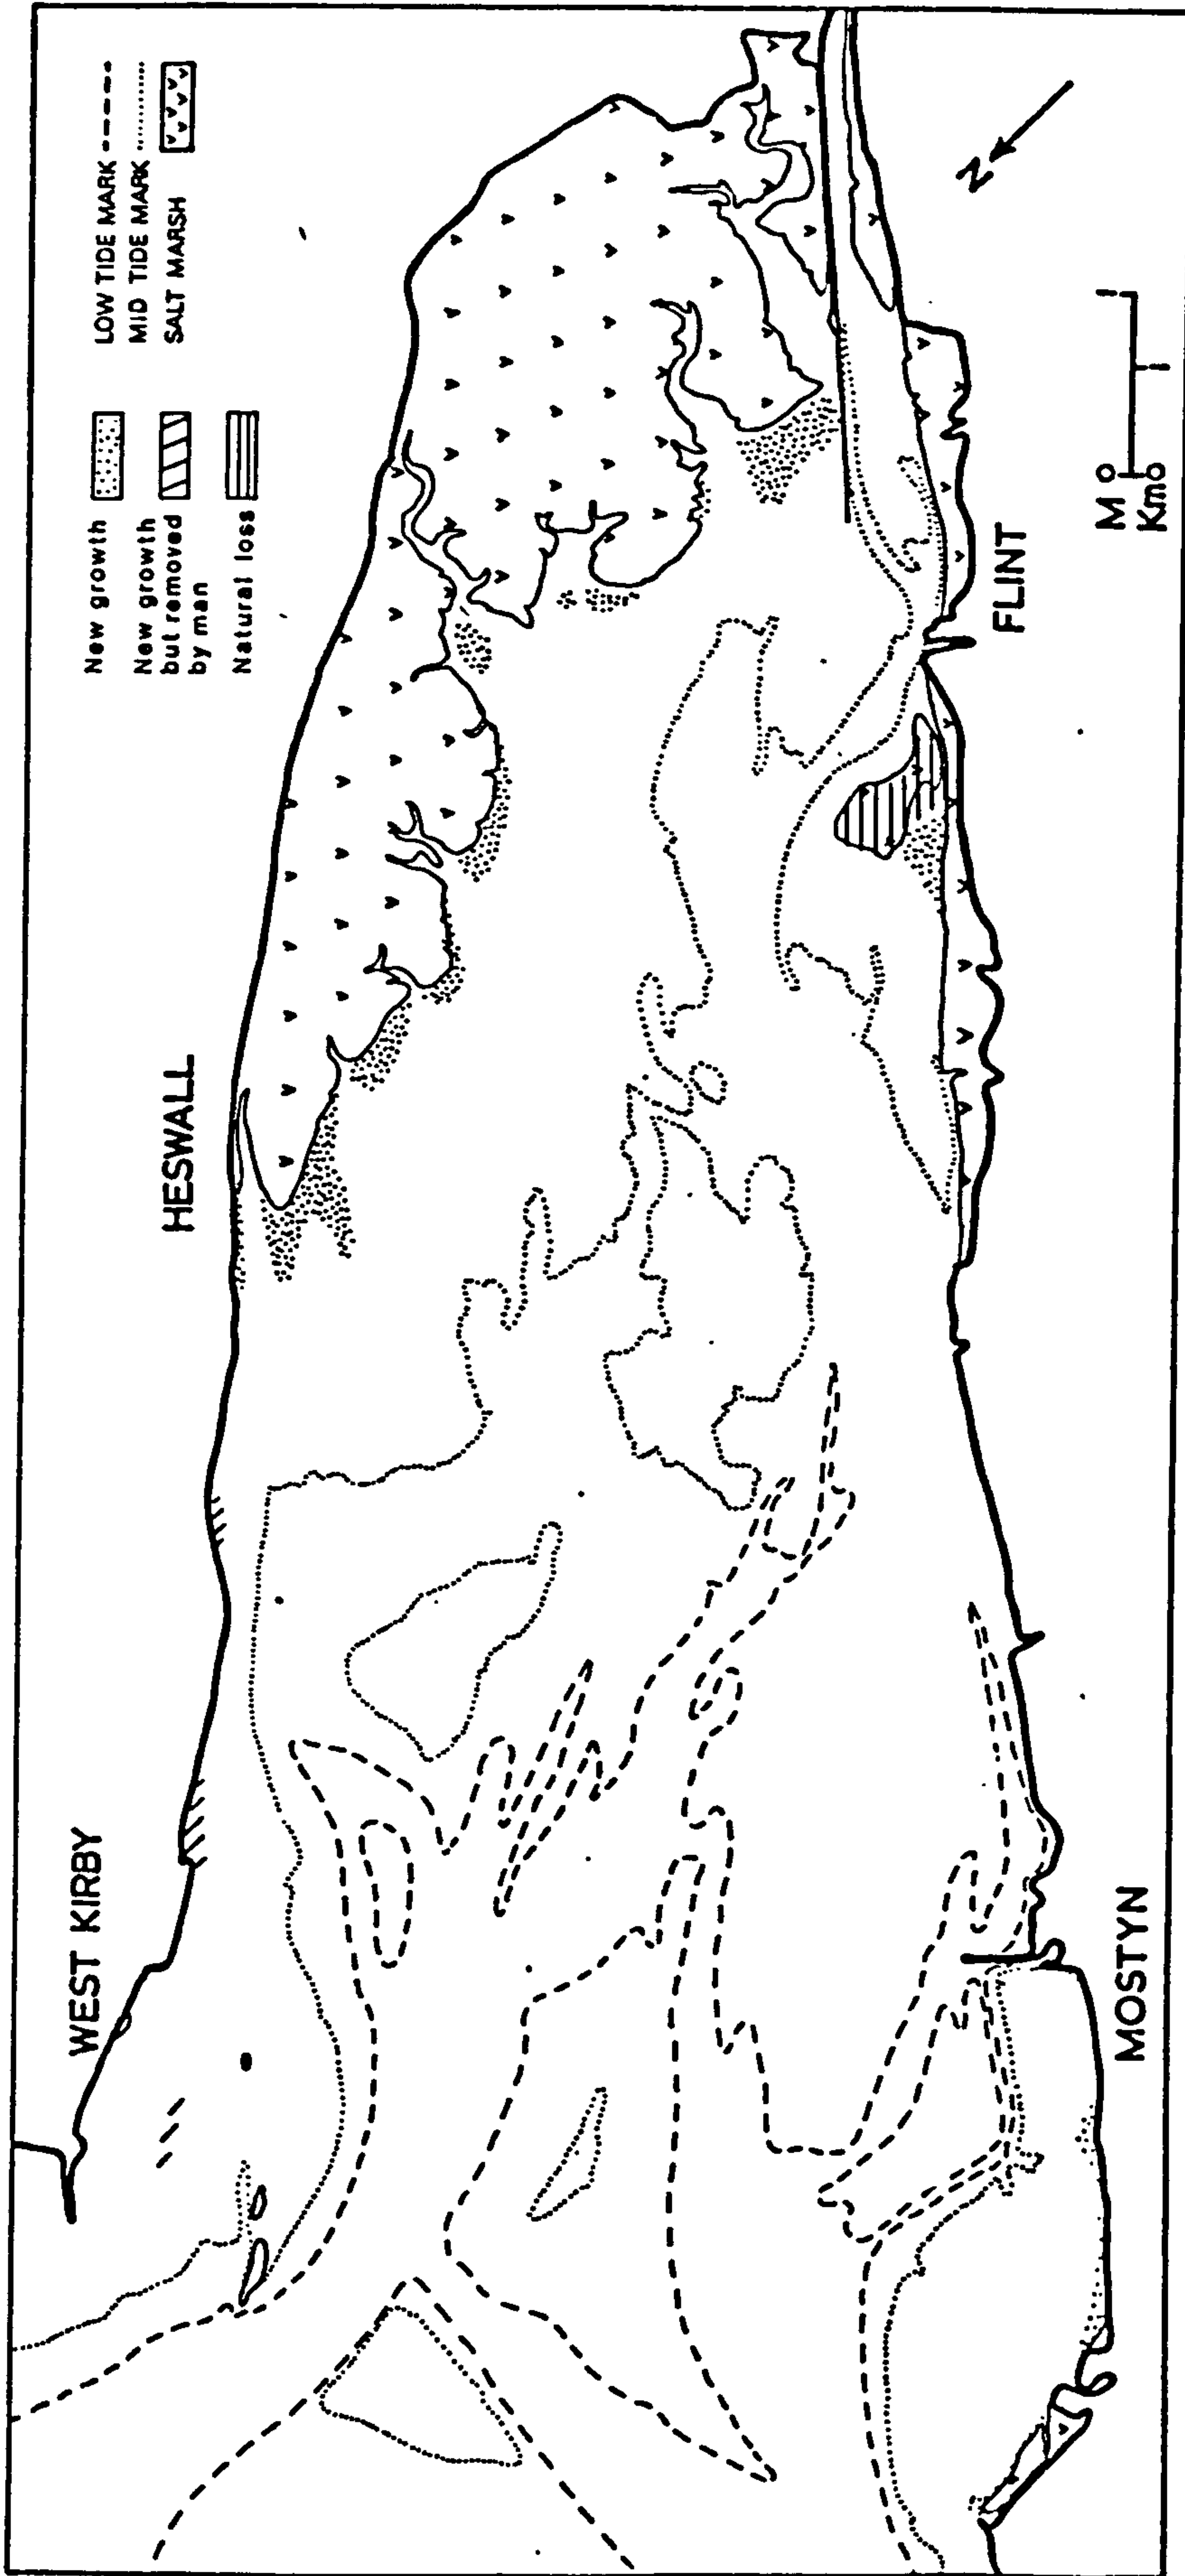 WEST KIRBY
HESWALL
New growth
New growth
but removed
by man
Natural loss
LOW TIDE MARK
MID TIDE MARK
SALT MARSH
MOSTYN
FLINT
M 0 1
Km 0 1
N